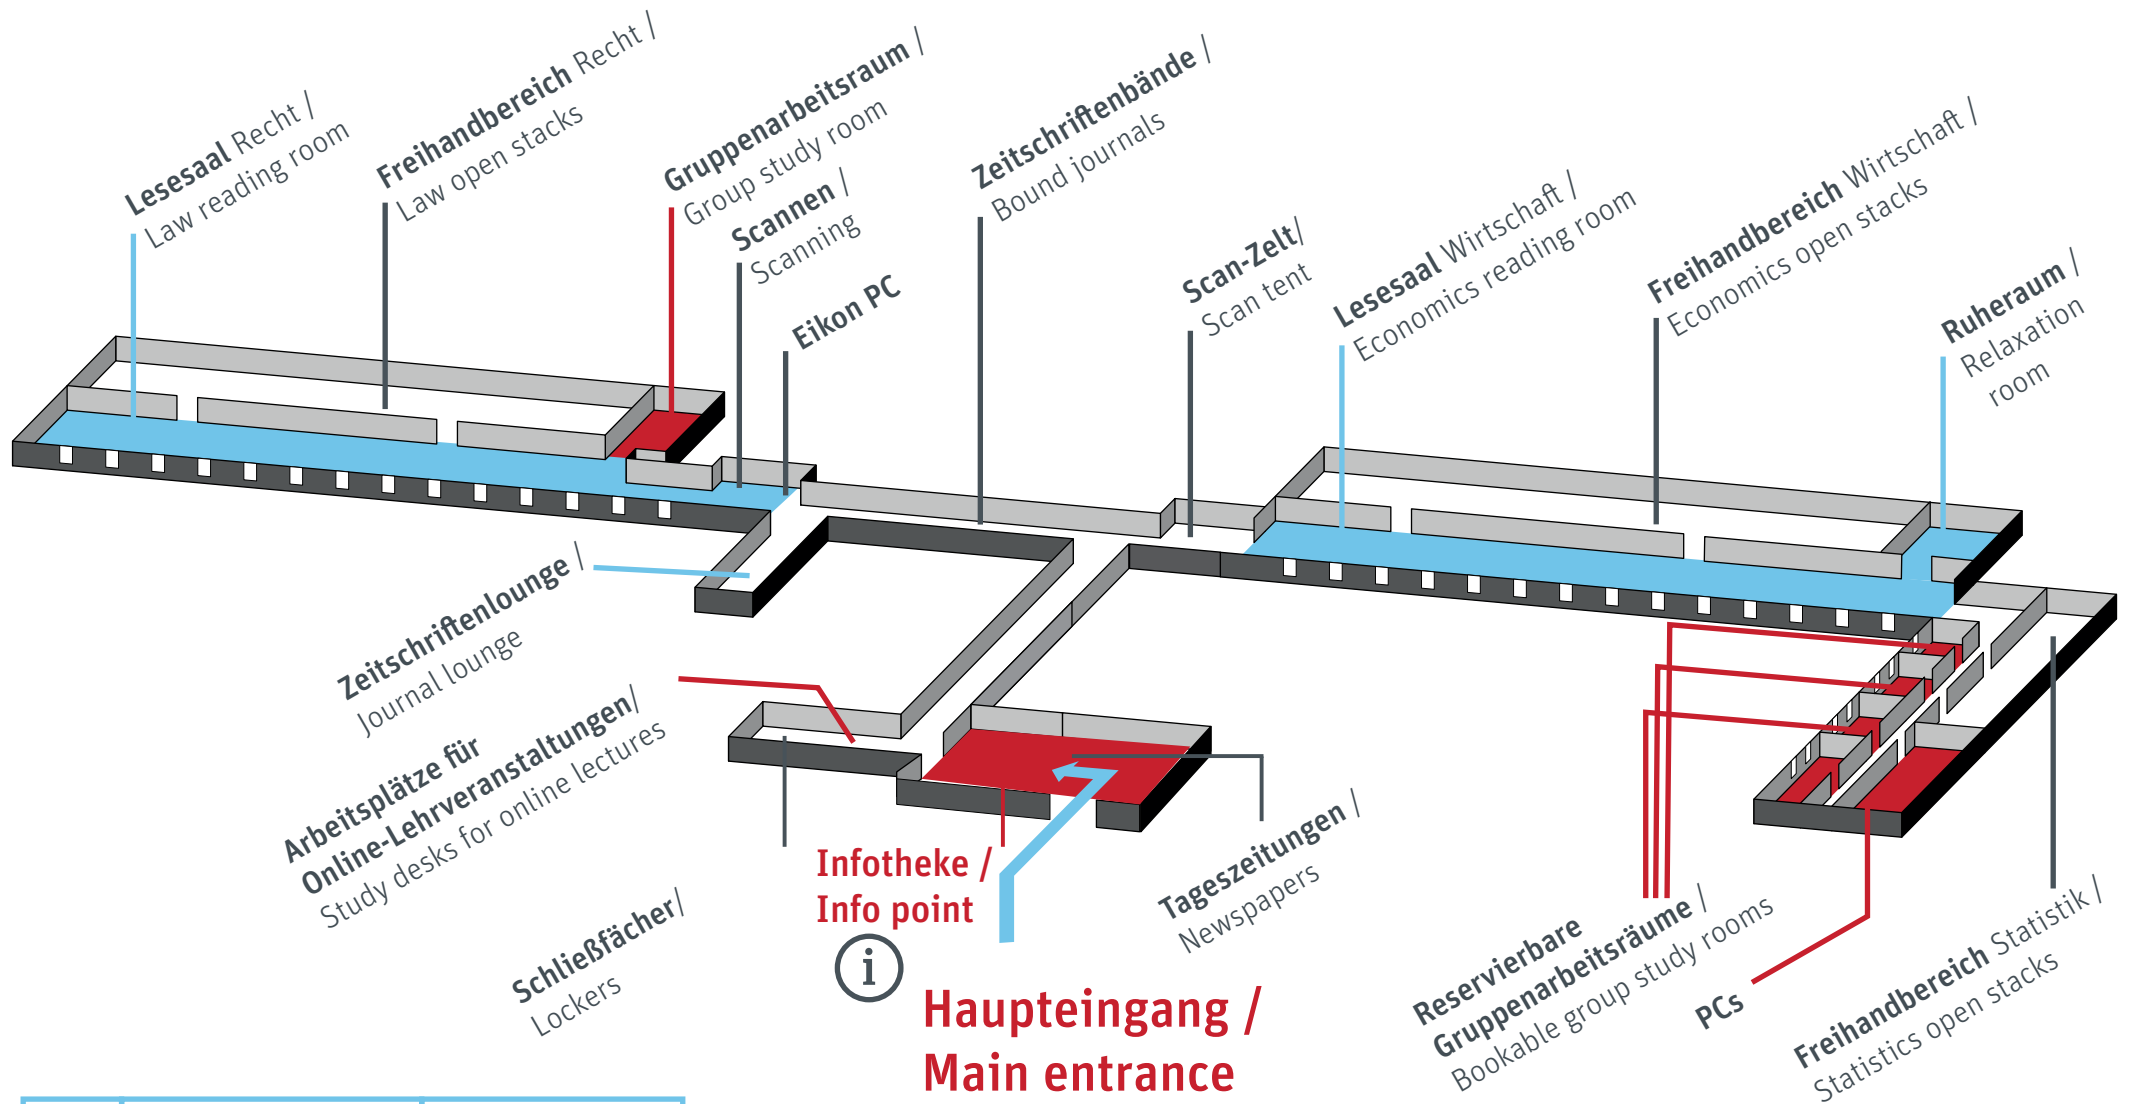 Lesesaal Recht /
Law reading room
Freihandbereich Recht /
Law open stacks
Gruppenarbeitsraum /
Group study room
Scannen /
Scanning
Eikon PC
Zeitschriftenbände /
Bound journals
Scan-Zelt/
Scan tent
Lesesaal Wirtschaft /
Economics reading room
Freihandbereich Wirtschaft /
Economics open stacks
Ruheraum /
Relaxation
room
Zeitschriftenlounge /
Journal lounge
Arbeitsplätze für
Online-Lehrveranstaltungen/
Study desks for online lectures
Schließfächer/
Lockers
Infotheke /
Info point
i
Haupteingang /
Main entrance
Tageszeitungen /
Newspapers
Reservierbare
Gruppenarbeitsräume /
Bookable group study rooms
PCs
Freihandbereich Statistik /
Statistics open stacks